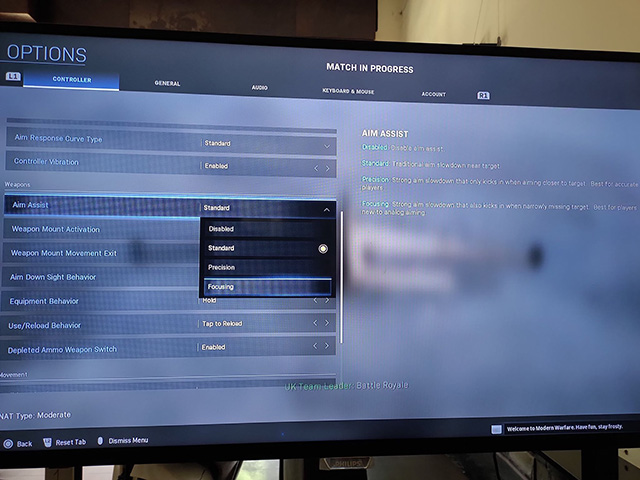 OPTIONS
MATCH IN PROGRESS
L1 CONTROLLER GENERAL AUDIO KEYBOARD & MOUSE ACCOUNT R1
Aim Response Curve Type Standard
Controller Vibration Enabled
Weapons
Aim Assist Standard
Disabled
Standard
Precision
Focusing
Weapon Mount Activation
Weapon Mount Movement Exit
Aim Down Sight Behavior
Equipment Behavior Hold
Use/Reload Behavior Tap to Reload
Depleted Ammo Weapon Switch Enabled
Movement
AIM ASSIST
Disabled: Disable aim assist.
Standard: Traditional aim slowdown near target.
Precision: Strong aim slowdown that only kicks in when aiming closer to target. Best for accurate
players.
Focusing: Strong aim slowdown that also kicks in when narrowly missing target. Best for players
new to analog aiming.
UK Team Leader: Battle Royale
NAT Type: Moderate
Back Reset Tab Dismiss Menu
Welcome to Modern Warfare. Have fun, stay frosty.
PHILIPS